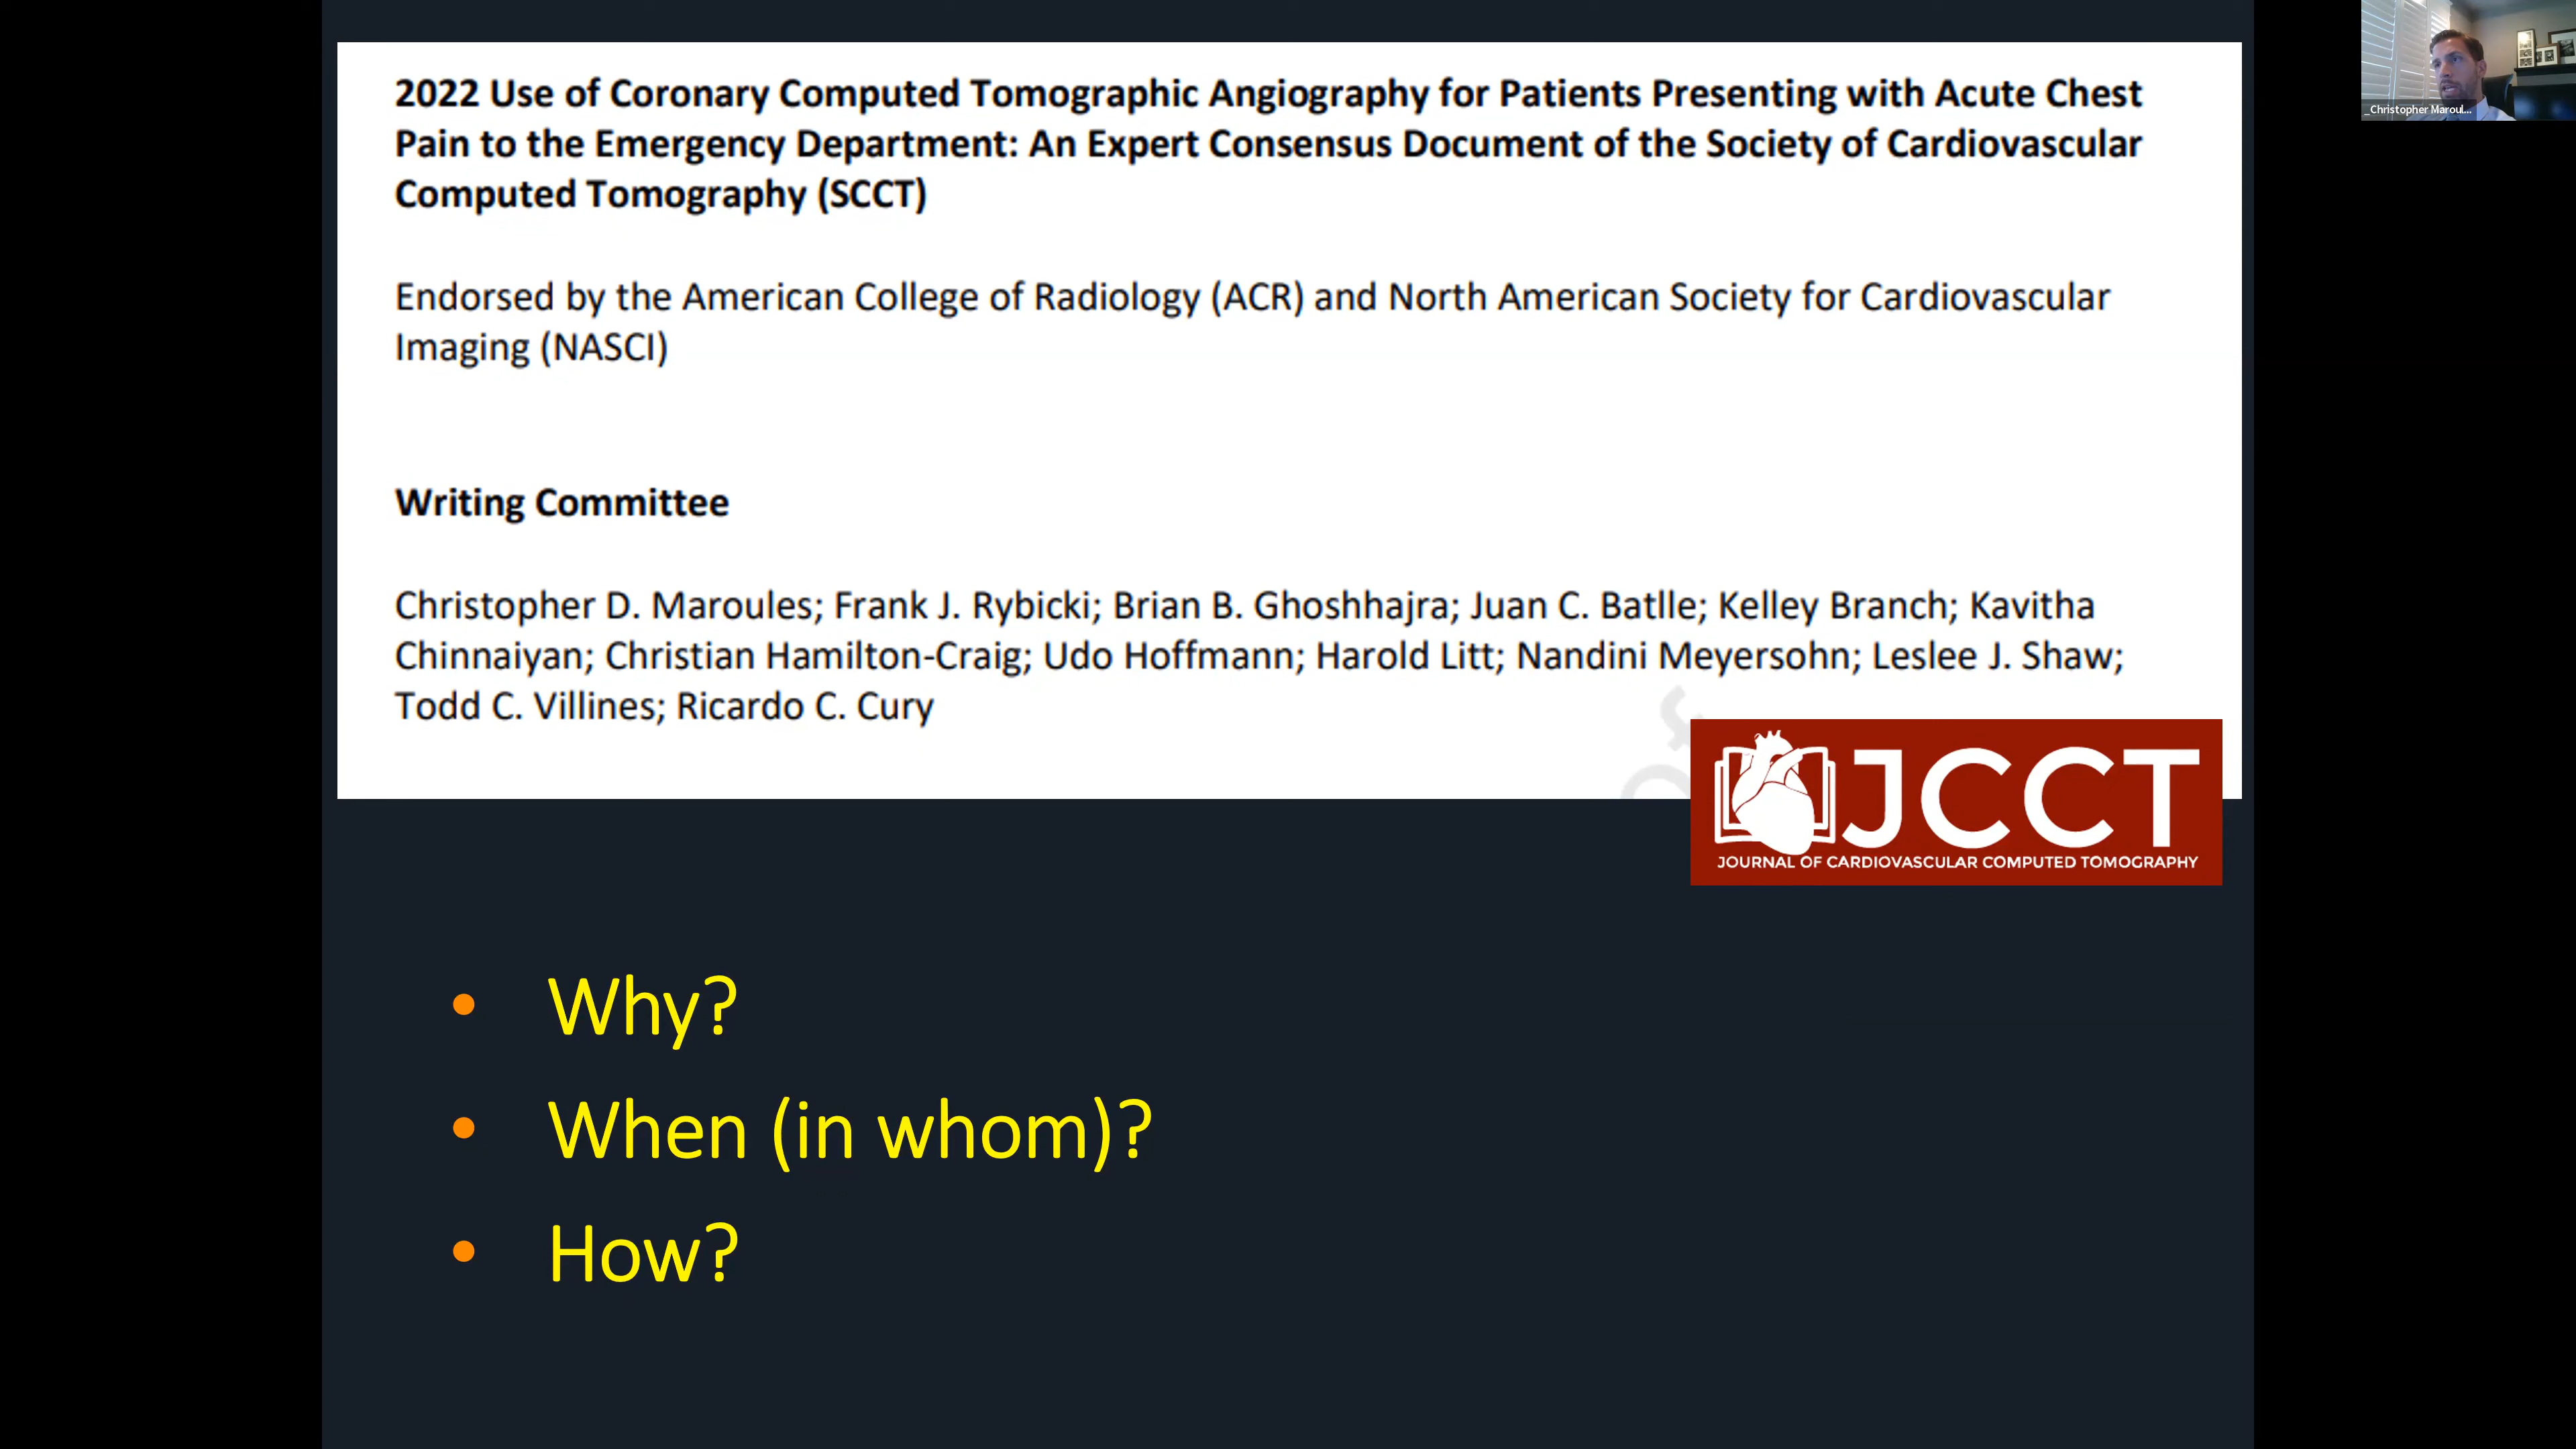 _Christopher Maroul...
2022 Use of Coronary Computed Tomographic Angiography for Patients Presenting with Acute Chest
Pain to the Emergency Department: An Expert Consensus Document of the Society of Cardiovascular
Computed Tomography (SCCT)
Endorsed by the American College of Radiology (ACR) and North American Society for Cardiovascular
Imaging (NASCI)
Writing Committee
Christopher D. Maroules; Frank J. Rybicki; Brian B. Ghoshhajra; Juan C. Batlle; Kelley Branch; Kavitha
Chinnaiyan; Christian Hamilton-Craig; Udo Hoffmann; Harold Litt; Nandini Meyersohn; Leslee J. Shaw;
Todd C. Villines; Ricardo C. Cury
of
JCCT
JOURNAL OF CARDIOVASCULAR COMPUTED TOMOGRAPHY
• Why?
• When (in whom)?
• How?